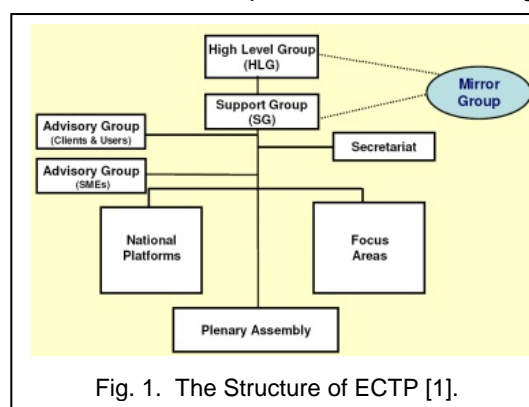 High Level Group
(HLG)
Mirror
Group
Support Group
(SG)
Advisory Group
(Clients & Users)
Secretariat
Advisory Group
(SMEs)
National
Platforms
Focus
Areas
Plenary Assembly
Fig. 1. The Structure of ECTP [1].